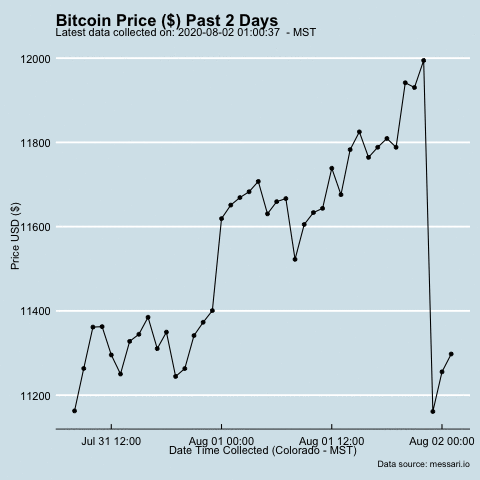 Bitcoin Price ($) Past 2 Days
Latest data collected on: 2020-08-02 01:00:37  - MST
12000
11800
11600
11400
11200
Price USD ($)
Jul 31 12:00 Aug 01 00:00 Aug 01 12:00 Aug 02 00:00
Date Time Collected (Colorado - MST)
Data source: messari.io